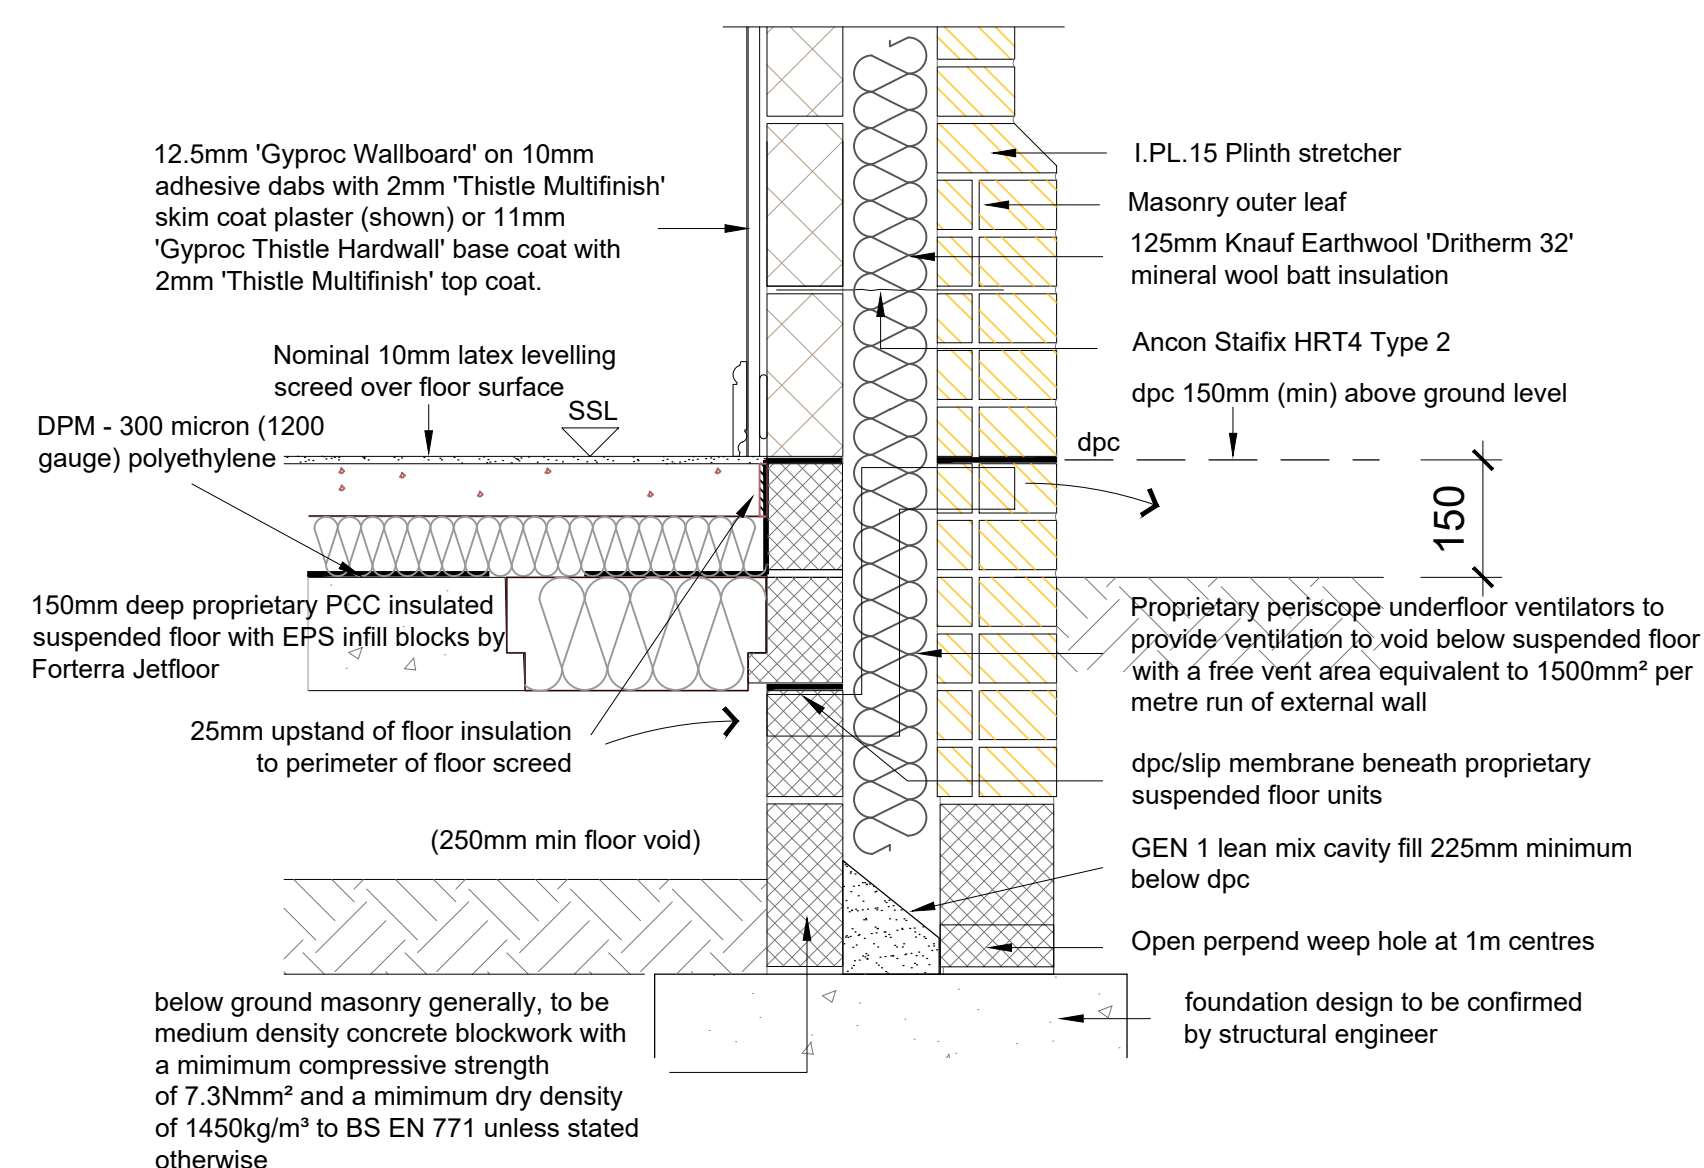 12.5mm 'Gyproc Wallboard' on 10mm
adhesive dabs with 2mm 'Thistle Multifinish'
skim coat plaster (shown) or 11mm
'Gyproc Thistle Hardwall' base coat with
2mm 'Thistle Multifinish' top coat.
Nominal 10mm latex levelling
screed over floor surface
SSL
DPM - 300 micron (1200
gauge) polyethylene
150mm deep proprietary PCC insulated
suspended floor with EPS infill blocks by
Forterra Jetfloor
25mm upstand of floor insulation
to perimeter of floor screed
(250mm min floor void)
below ground masonry generally, to be
medium density concrete blockwork with
a mimimum compressive strength
of 7.3Nmm² and a mimimum dry density
of 1450kg/m³ to BS EN 771 unless stated
otherwise
I.PL.15 Plinth stretcher
Masonry outer leaf
125mm Knauf Earthwool 'Dritherm 32'
mineral wool batt insulation
Ancon Staifix HRT4 Type 2
dpc 150mm (min) above ground level
dpc
150
Proprietary periscope underfloor ventilators to
provide ventilation to void below suspended floor
with a free vent area equivalent to 1500mm² per
metre run of external wall
dpc/slip membrane beneath proprietary
suspended floor units
GEN 1 lean mix cavity fill 225mm minimum
below dpc
Open perpend weep hole at 1m centres
foundation design to be confirmed
by structural engineer